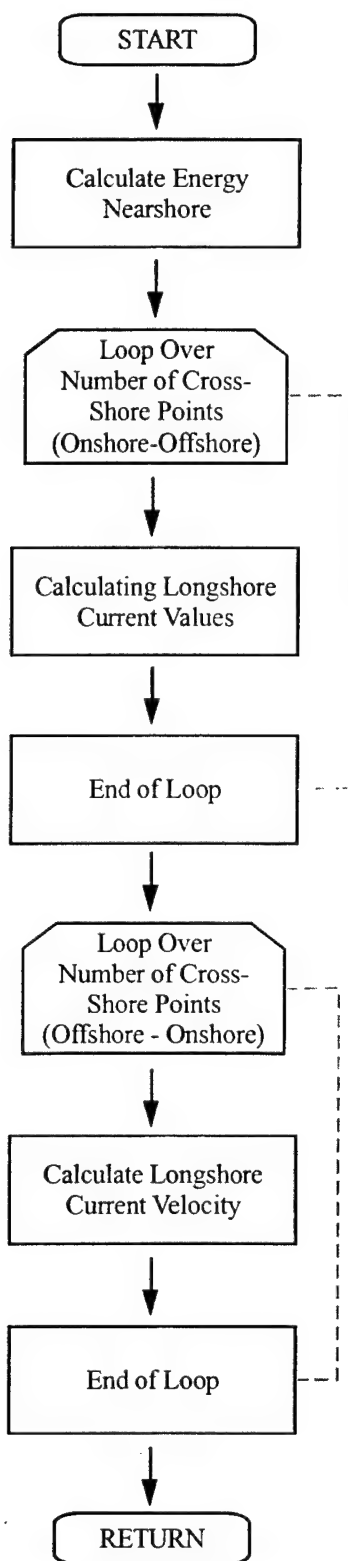 START
Calculate Energy
Nearshore
Loop Over
Number of Cross-
Shore Points
(Onshore-Offshore)
Calculating Longshore
Current Values
End of Loop
Loop Over
Number of Cross-
Shore Points
(Offshore - Onshore)
Calculate Longshore
Current Velocity
End of Loop
RETURN